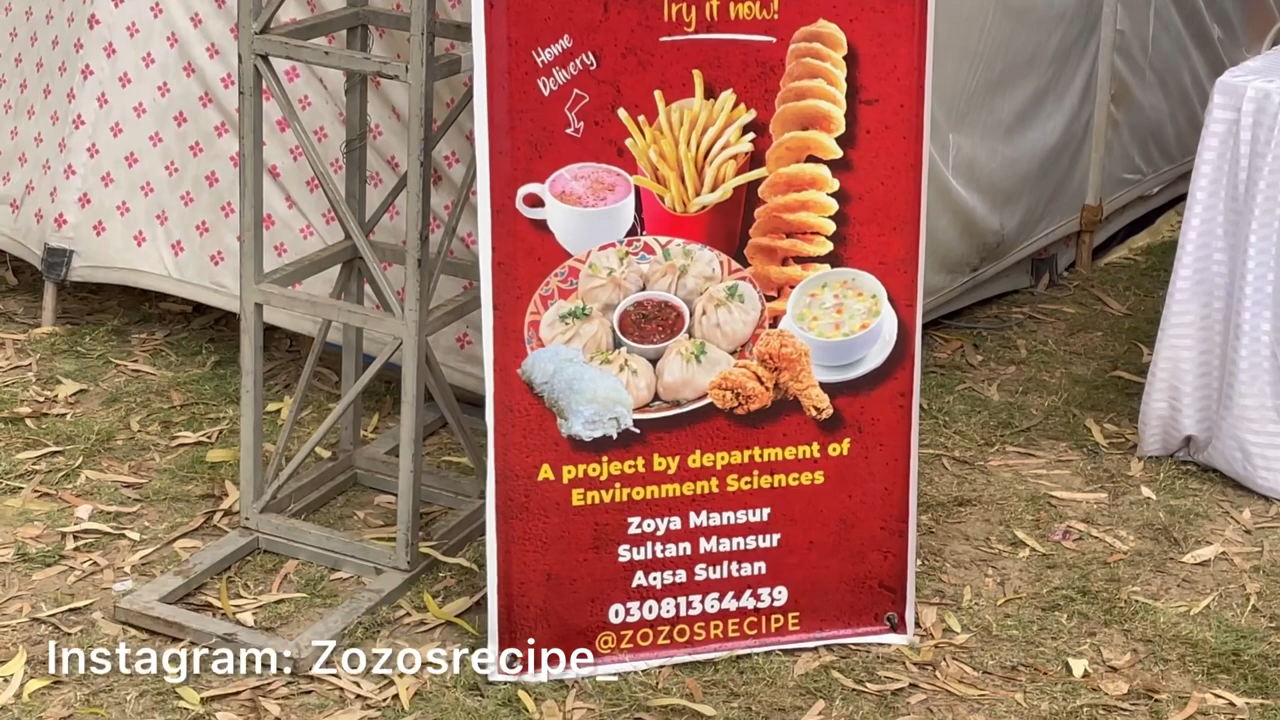 Try it now!
Home
Delivery
A project by department of
Environment Sciences
Zoya Mansur
Sultan Mansur
Aqsa Sultan
03081364439
@ZOZOSRECIPE
Instagram: Zozosrecipe_